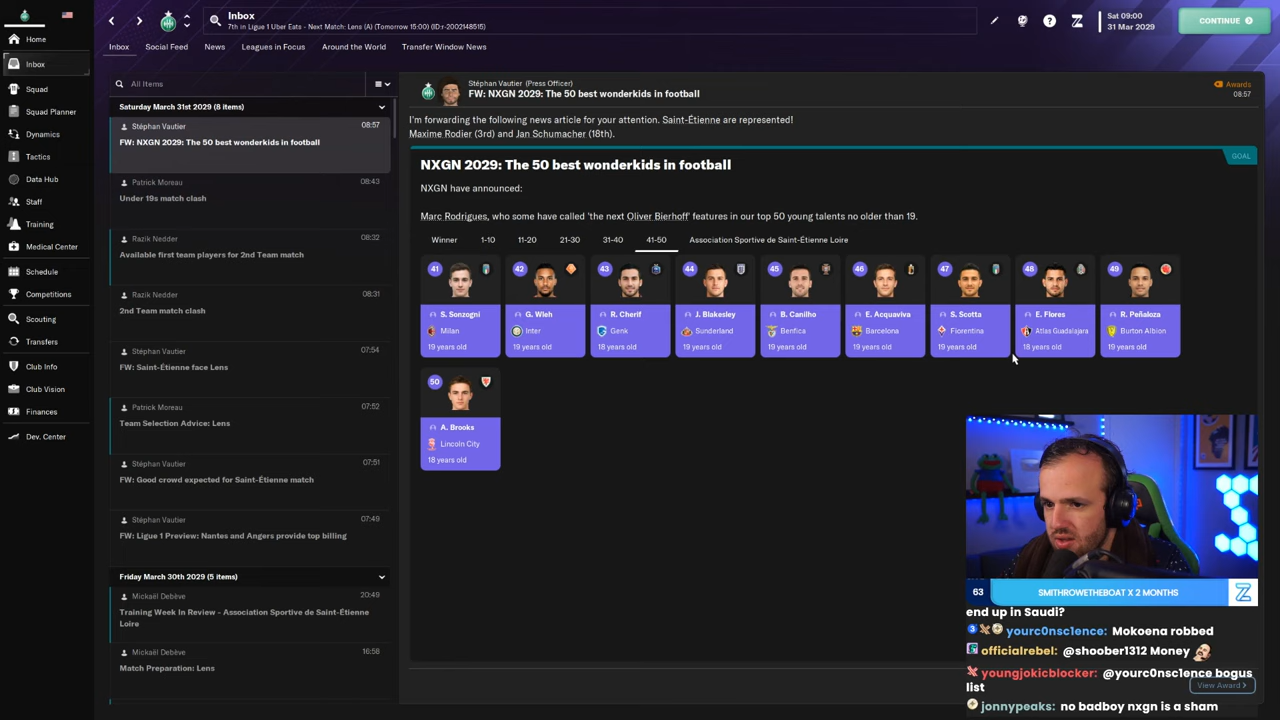 Inbox
7th in Ligue 1 Uber Eats - Next Match: Lens (A) (Tomorrow 15:00) (ID:r-2002148515)
Sat 09:00
31 Mar 2029
CONTINUE
Inbox Social Feed News Leagues in Focus Around the World Transfer Window News
Home
Inbox
Squad
Squad Planner
Dynamics
Tactics
Data Hub
Staff
Training
Medical Center
Schedule
Competitions
Scouting
Transfers
Club Info
Club Vision
Finances
Dev. Center
All Items
Saturday March 31st 2029 (8 items)
Stéphan Vautier 08:57
FW: NXGN 2029: The 50 best wonderkids in football
Patrick Moreau 08:43
Under 19s match clash
Razik Nedder 08:32
Available first team players for 2nd Team match
Razik Nedder 08:31
2nd Team match clash
Stéphan Vautier 07:54
FW: Saint-Étienne face Lens
Patrick Moreau 07:52
Team Selection Advice: Lens
Stéphan Vautier 07:51
FW: Good crowd expected for Saint-Étienne match
Stéphan Vautier 07:49
FW: Ligue 1 Preview: Nantes and Angers provide top billing
Friday March 30th 2029 (5 items)
Mickaël Debève 20:49
Training Week In Review - Association Sportive de Saint-Étienne
Loire
Mickaël Debève 16:58
Match Preparation: Lens
Stéphan Vautier (Press Officer)
FW: NXGN 2029: The 50 best wonderkids in football
Awards
08:57
I'm forwarding the following news article for your attention. Saint-Étienne are represented!
Maxime Rodier (3rd) and Jan Schumacher (18th).
NXGN 2029: The 50 best wonderkids in football
GOAL
NXGN have announced:
Marc Rodrigues, who some have called 'the next Oliver Bierhoff' features in our top 50 young talents no older than 19.
Winner 1-10 11-20 21-30 31-40 41-50 Association Sportive de Saint-Étienne Loire
41 42 43 44 45 46 47 48 49
S. Sonzogni G. Wleh R. Cherif J. Blakesley B. Canilho E. Acquaviva S. Scotta E. Flores R. Peñaloza
Milan Inter Genk Sunderland Benfica Barcelona Fiorentina Atlas Guadalajara Burton Albion
19 years old 19 years old 18 years old 19 years old 19 years old 19 years old 19 years old 18 years old 19 years old
50
A. Brooks
Lincoln City
18 years old
63 SMITHROWETHEBOAT X 2 MONTHS
end up in Saudi?
yourc0nsc1ence: Mokoena robbed
officialrebel: @shoober1312 Money
youngjokicblocker: @yourc0nsc1ence bogus
list
View Award >
jonnypeaks: no badboy nxgn is a sham